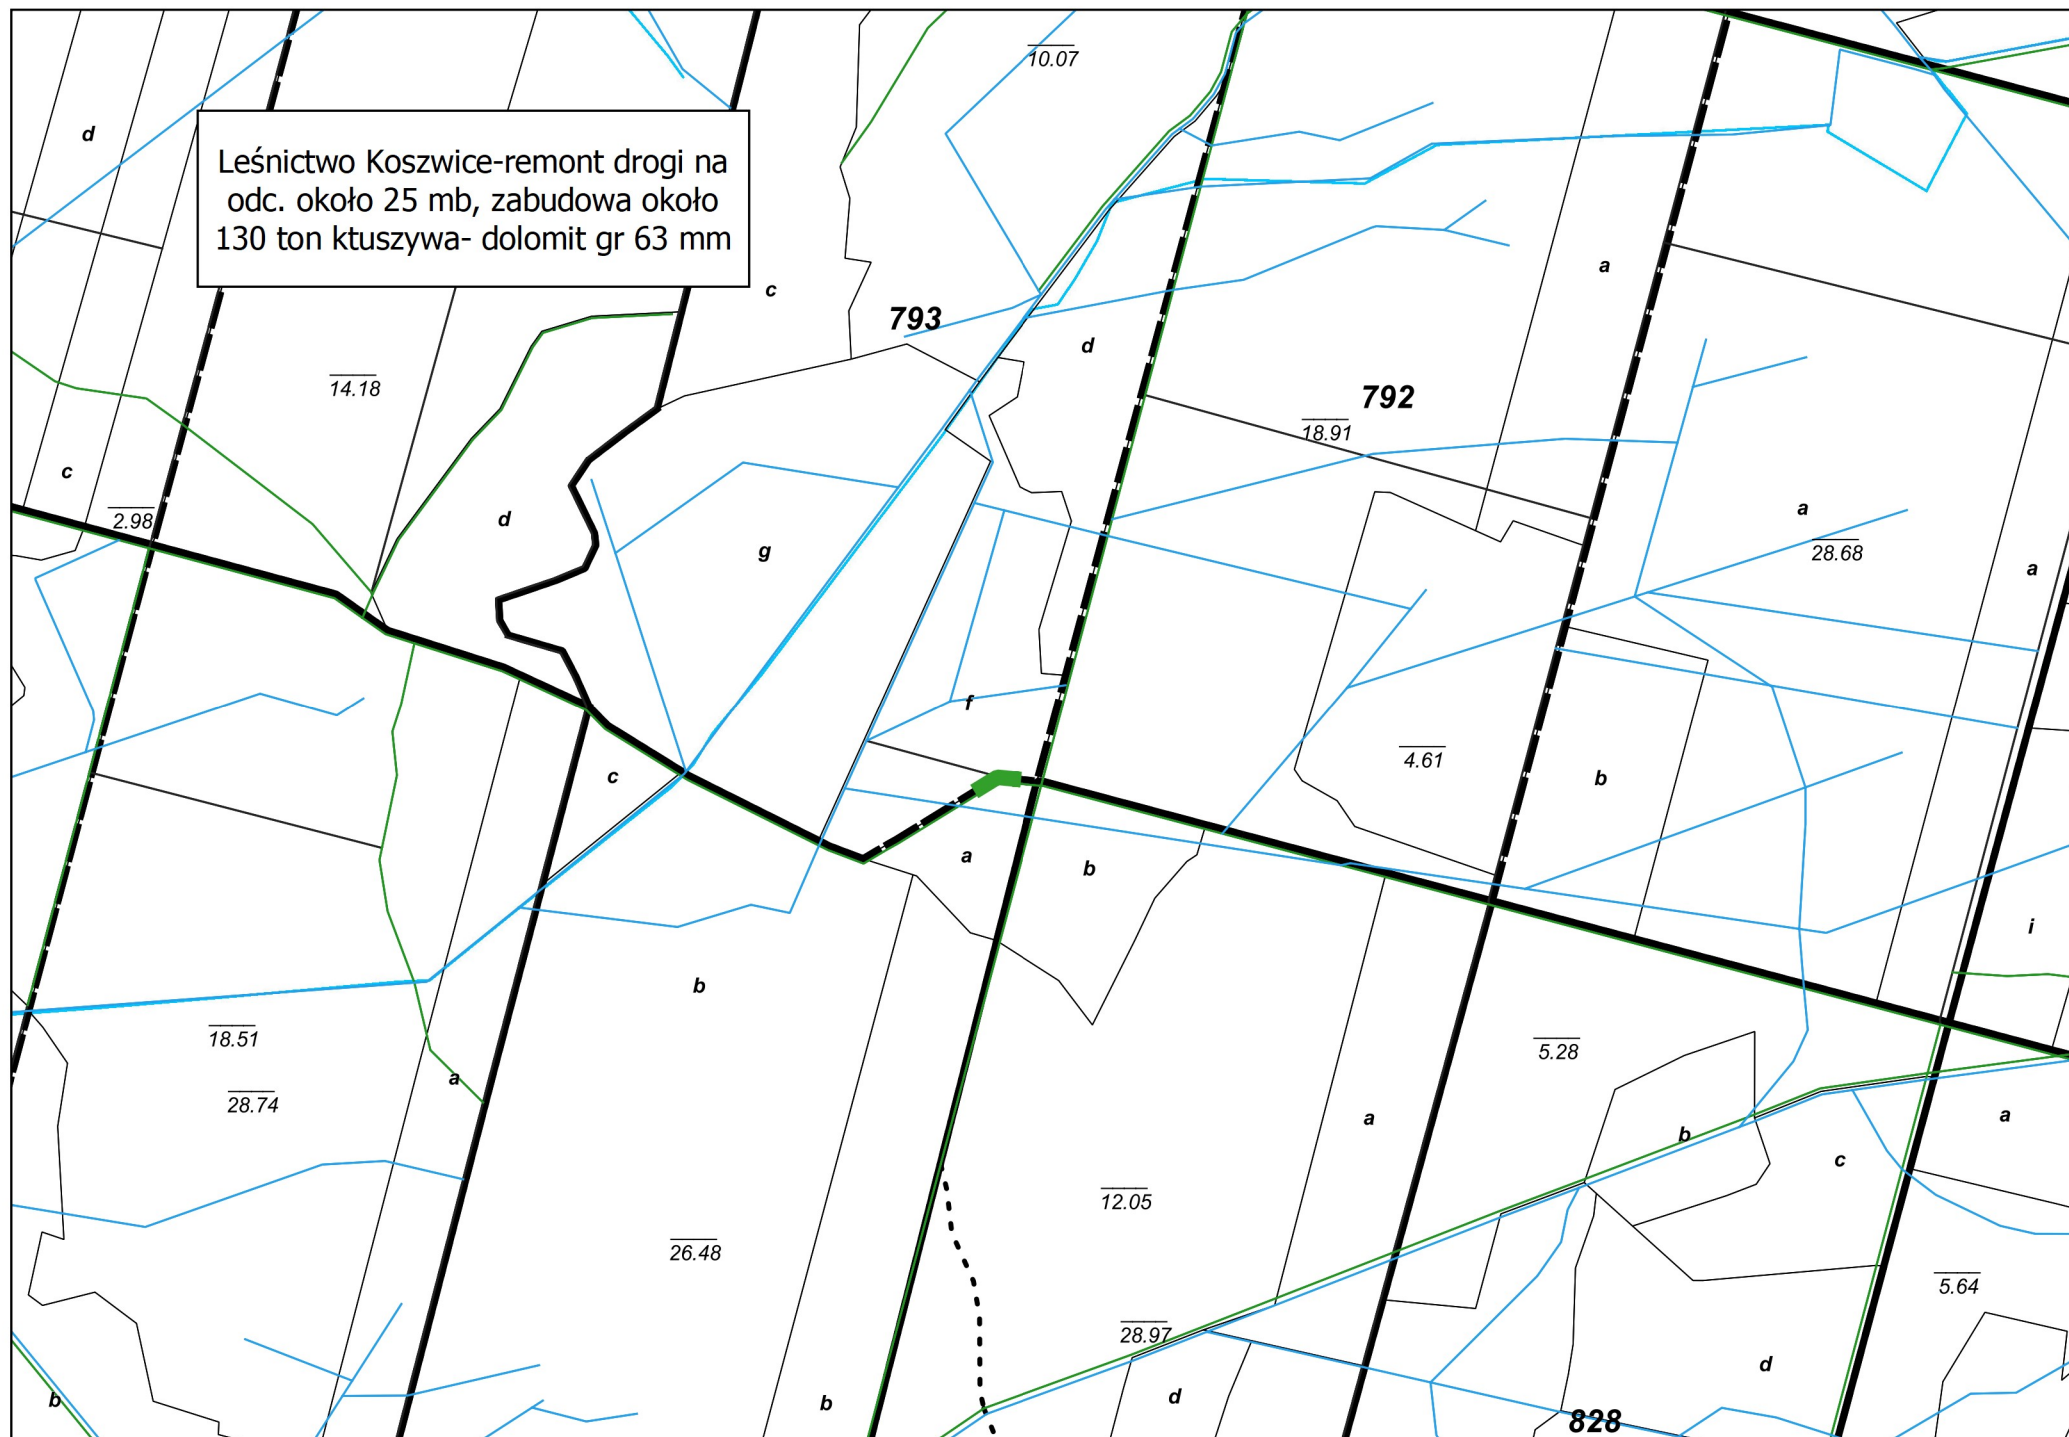 10.07
d
Leśnictwo Koszwice-remont drogi na
odc. około 25 mb, zabudowa około
130 ton ktuszywa- dolomit gr 63 mm
a
c
793
d
14.18
792
18.91
c
2.98
d
g
a
28.68
a
f
c
4.61
b
a
b
i
b
18.51
5.28
a
28.74
a
b
a
c
12.05
26.48
5.64
28.97
d
b
b
d
828